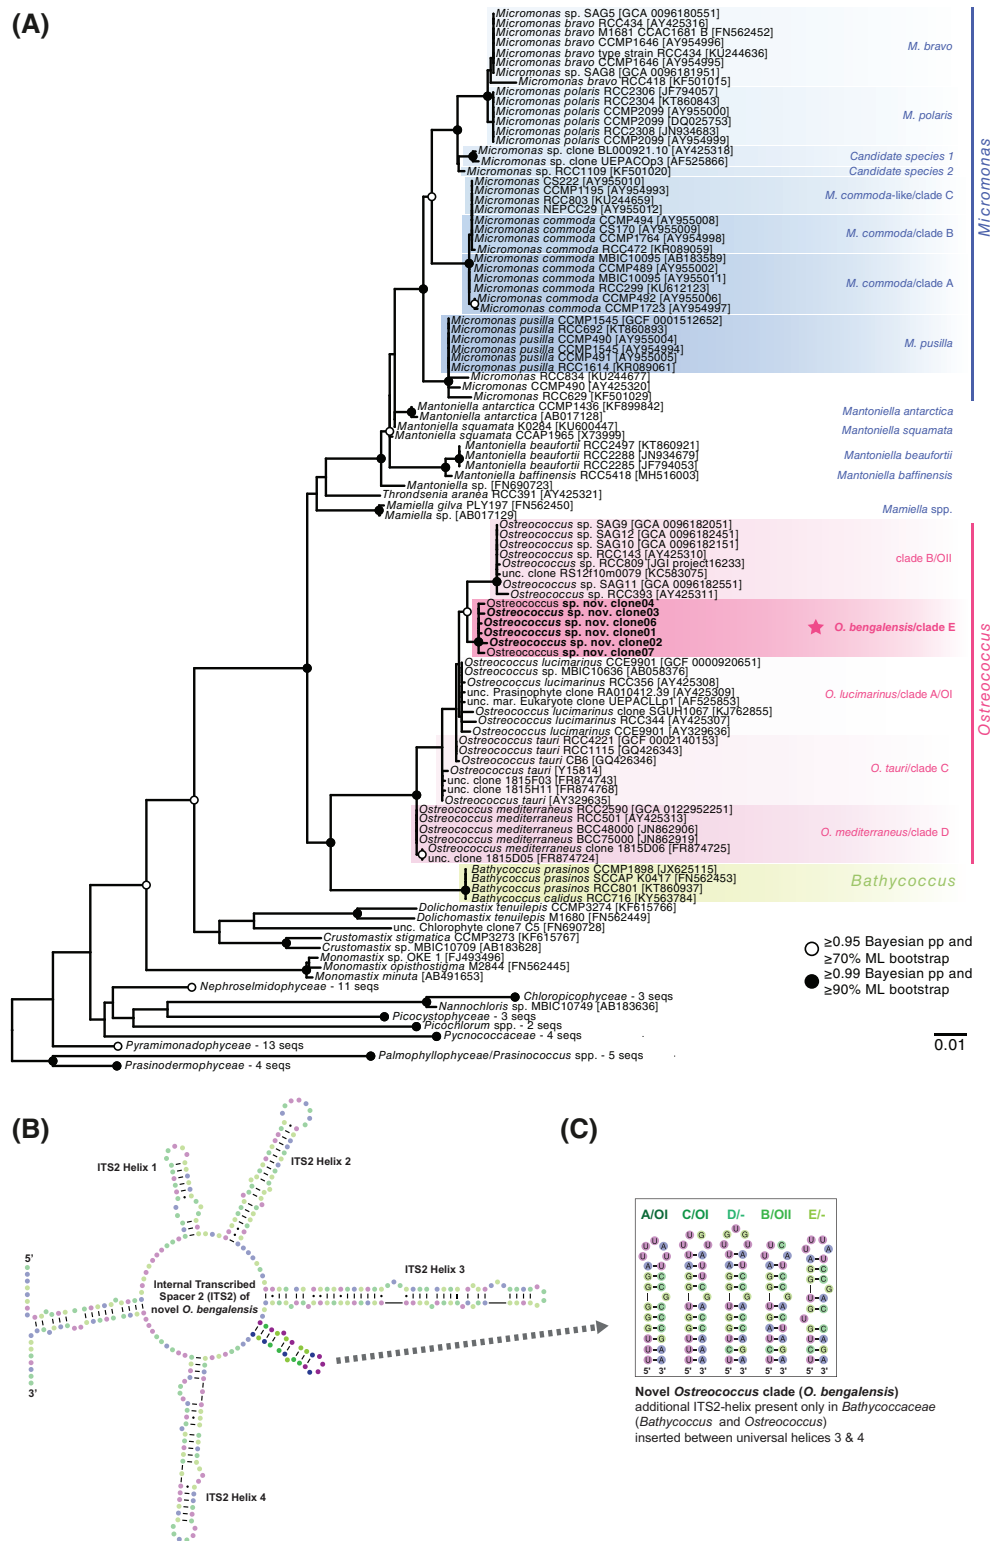 (A)
Micromonas sp. SAG5 [GCA 0096180551]
Micromonas bravo RCC434 [AY425316]
Micromonas bravo M1681 CCAC1681 B [FN562452]
Micromonas bravo CCMP1646 [AY954996]
Micromonas bravo type strain RCC434 [KU244636]
Micromonas bravo CCMP1646 [AY954995]
Micromonas sp. SAG8 [GCA 0096181951]
Micromonas bravo RCC418 [KF501015]
M. bravo
Micromonas polaris RCC2306 [JF794057]
Micromonas polaris RCC2304 [KT860843]
Micromonas polaris CCMP2099 [AY955000]
Micromonas polaris CCMP2099 [DQ025753]
Micromonas polaris RCC2308 [JN934683]
Micromonas polaris CCMP2099 [AY954999]
M. polaris
Micromonas sp. clone BL000921.10 [AY425318]
Micromonas sp. clone UEPACOp3 [AF525866]
Candidate species 1
Micromonas sp. RCC1109 [KF501020]
Candidate species 2
Micromonas CS222 [AY955010]
Micromonas CCMP1195 [AY954993]
Micromonas RCC803 [KU244659]
Micromonas NEPCC29 [AY955012]
M. commoda-like/clade C
Micromonas commoda CCMP494 [AY955008]
Micromonas commoda CS170 [AY955009]
Micromonas commoda CCMP1764 [AY954998]
Micromonas commoda RCC472 [KR089059]
M. commoda/clade B
Micromonas commoda MBIC10095 [AB183589]
Micromonas commoda CCMP489 [AY955002]
Micromonas commoda MBIC10095 [AY955011]
Micromonas commoda RCC299 [KU612123]
Micromonas commoda CCMP492 [AY955006]
Micromonas commoda CCMP1723 [AY954997]
M. commoda/clade A
Micromonas pusilla CCMP1545 [GCF 0001512652]
Micromonas pusilla RCC692 [KT860893]
Micromonas pusilla CCMP490 [AY955004]
Micromonas pusilla CCMP1545 [AY954994]
Micromonas pusilla CCMP491 [AY955005]
Micromonas pusilla RCC1614 [KR089061]
M. pusilla
Micromonas RCC834 [KU244677]
Micromonas CCMP490 [AY425320]
Micromonas RCC629 [KF501029]
Micromonas
Mantoniella antarctica CCMP1436 [KF899842]
Mantoniella antarctica [AB017128]
Mantoniella antarctica
Mantoniella squamata K0284 [KU600447]
Mantoniella squamata CCAP1965 [X73999]
Mantoniella squamata
Mantoniella beaufortii RCC2497 [KT860921]
Mantoniella beaufortii RCC2288 [JN934679]
Mantoniella beaufortii RCC2285 [JF794053]
Mantoniella beaufortii
Mantoniella baffinensis RCC5418 [MH516003]
Mantoniella baffinensis
Mantoniella sp. [FN690723]
Throndsenia aranea RCC391 [AY425321]
Mamiella gilva PLY197 [FN562450]
Mamiella sp. [AB017129]
Mamiella spp.
Ostreococcus sp. SAG9 [GCA 0096182051]
Ostreococcus sp. SAG12 [GCA 0096182451]
Ostreococcus sp. SAG10 [GCA 0096182151]
Ostreococcus sp. RCC143 [AY425310]
Ostreococcus sp. RCC809 [JGI project16233]
unc. clone RS12f10m0079 [KC583075]
Ostreococcus sp. SAG11 [GCA 0096182551]
Ostreococcus sp. RCC393 [AY425311]
clade B/OII
Ostreococcus sp. nov. clone04
Ostreococcus sp. nov. clone03
Ostreococcus sp. nov. clone06
Ostreococcus sp. nov. clone01
Ostreococcus sp. nov. clone02
Ostreococcus sp. nov. clone07
O. bengalensis/clade E
Ostreococcus lucimarinus CCE9901 [GCF 0000920651]
Ostreococcus sp. MBIC10636 [AB058376]
Ostreococcus lucimarinus RCC356 [AY425308]
unc. Prasinophyte clone RA010412.39 [AY425309]
unc. mar. Eukaryote clone UEPACLLp1 [AF525853]
Ostreococcus lucimarinus clone SGUH1067 [KJ762855]
Ostreococcus lucimarinus RCC344 [AY425307]
Ostreococcus lucimarinus CCE9901 [AY329636]
O. lucimarinus/clade A/OI
Ostreococcus tauri RCC4221 [GCF 0002140153]
Ostreococcus tauri RCC1115 [GQ426343]
Ostreococcus tauri CB6 [GQ426346]
Ostreococcus tauri [Y15814]
unc. clone 1815F03 [FR874743]
unc. clone 1815H11 [FR874768]
Ostreococcus tauri [AY329635]
O. tauri/clade C
Ostreococcus mediterraneus RCC2590 [GCA 0122952251]
Ostreococcus mediterraneus RCC501 [AY425313]
Ostreococcus mediterraneus BCC48000 [JN862906]
Ostreococcus mediterraneus BCC75000 [JN862919]
Ostreococcus mediterraneus clone 1815D06 [FR874725]
unc. clone 1815D05 [FR874724]
O. mediterraneus/clade D
Ostreococcus
Bathycoccus prasinos CCMP1898 [JX625115]
Bathycoccus prasinos SCCAP K0417 [FN562453]
Bathycoccus prasinos RCC801 [KT860937]
Bathycoccus calidus RCC716 [KY563784]
Bathycoccus
Dolichomastix tenuilepis CCMP3274 [KF615766]
Dolichomastix tenuilepis M1680 [FN562449]
unc. Chlorophyte clone7 C5 [FN690728]
Crustomastix stigmatica CCMP3273 [KF615767]
Crustomastix sp. MBIC10709 [AB183628]
Monomastix sp. OKE 1 [FJ493496]
Monomastix opisthostigma M2844 [FN562445]
Monomastix minuta [AB491653]
Nephroselmidophyceae - 11 seqs
Chloropicophyceae - 3 seqs
Nannochloris sp. MBIC10749 [AB183636]
Picocystophyceae - 3 seqs
Picochlorum spp. - 2 seqs
Pycnococcaceae - 4 seqs
Pyramimonadophyceae - 13 seqs
Palmophyllophyceae/Prasinococcus spp. - 5 seqs
Prasinodermophyceae - 4 seqs
≥0.95 Bayesian pp and
≥70% ML bootstrap
≥0.99 Bayesian pp and
≥90% ML bootstrap
0.01
(B)
ITS2 Helix 1
ITS2 Helix 2
ITS2 Helix 3
ITS2 Helix 4
5'
3'
Internal Transcribed
Spacer 2 (ITS2) of
novel O. bengalensis
(C)
A/OI C/OI D/- B/OII E/-
5' 3' 5' 3' 5' 3' 5' 3' 5' 3'
Novel Ostreococcus clade (O. bengalensis)
additional ITS2-helix present only in Bathycoccaceae
(Bathycoccus and Ostreococcus)
inserted between universal helices 3 & 4